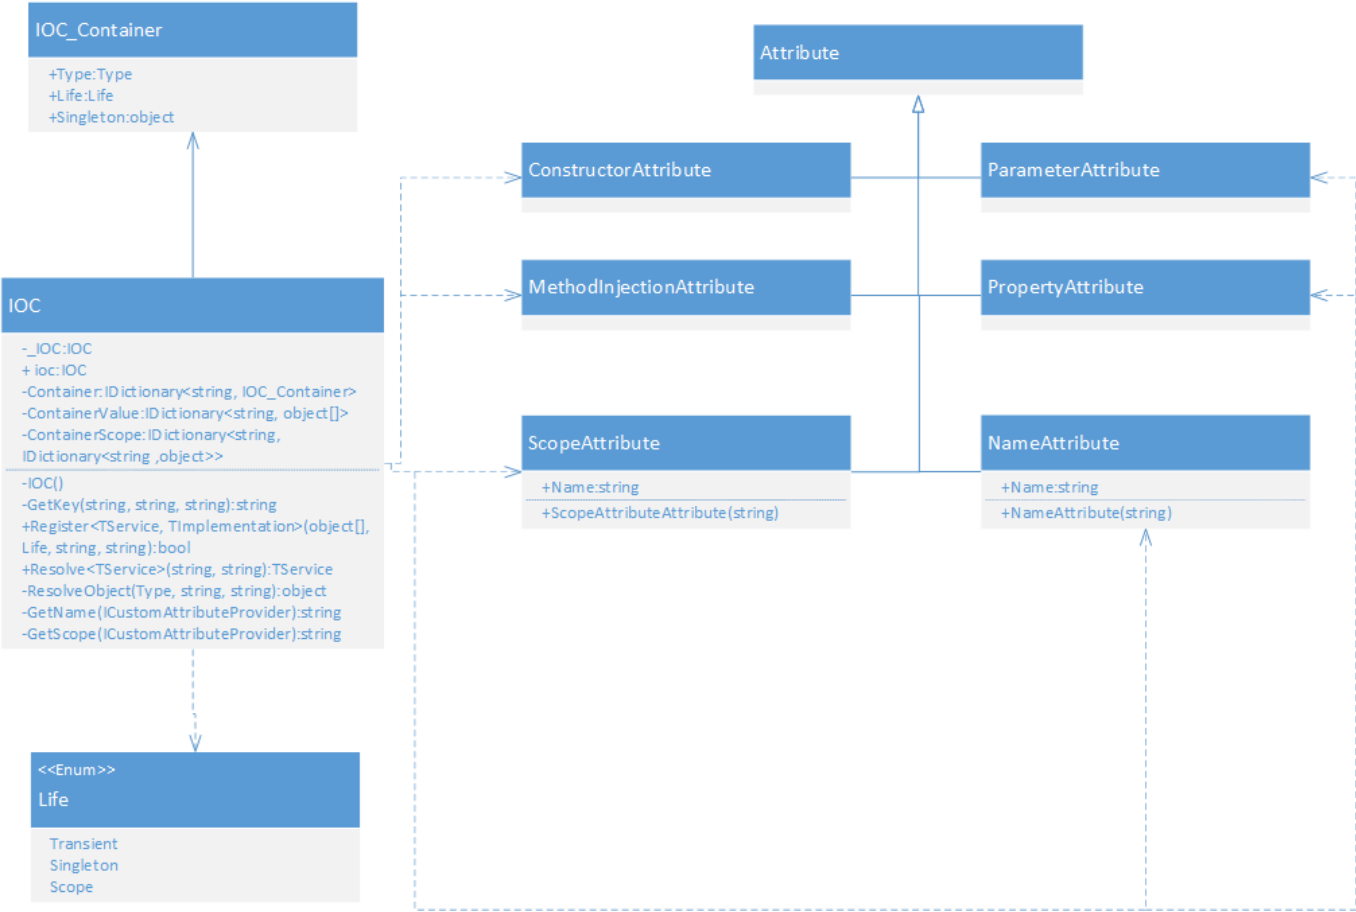 IOC_Container
+Type:Type
+Life:Life
+Singleton:object
Attribute
ConstructorAttribute
ParameterAttribute
MethodInjectionAttribute
PropertyAttribute
IOC
-_IOC:IOC
+ ioc:IOC
-Container:IDictionary<string, IOC_Container>
-ContainerValue:IDictionary<string, object[]>
-ContainerScope:IDictionary<string,
IDictionary<string ,object>>
-IOC()
-GetKey(string, string, string):string
+Register<TService, TImplementation>(object[],
Life, string, string):bool
+Resolve<TService>(string, string):TService
-ResolveObject(Type, string, string):object
-GetName(ICustomAttributeProvider):string
-GetScope(ICustomAttributeProvider):string
ScopeAttribute
+Name:string
+ScopeAttributeAttribute(string)
NameAttribute
+Name:string
+NameAttribute(string)
<<Enum>>
Life
Transient
Singleton
Scope